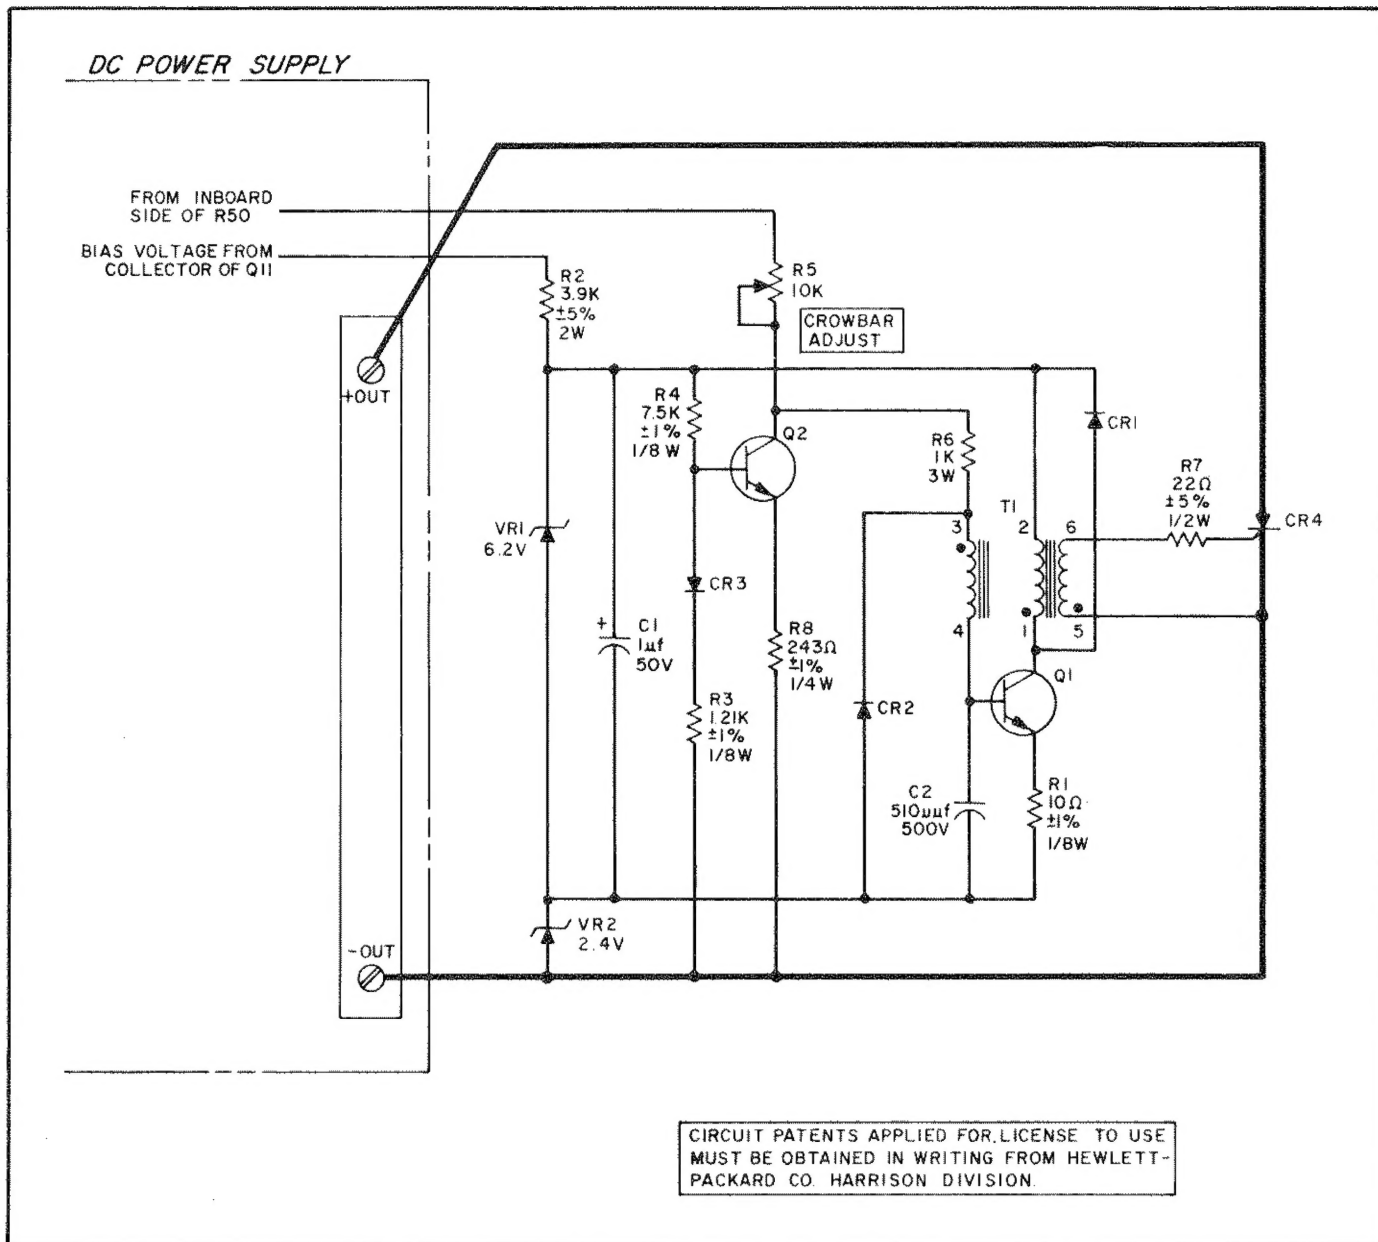 DC POWER SUPPLY
FROM INBOARD
SIDE OF R50
BIAS VOLTAGE FROM
COLLECTOR OF Q11
R2
3.9K
±5%
2W
R5
10K
CROWBAR
ADJUST
+OUT
R4
7.5K
±1%
1/8W
Q2
R6
1K
3W
CR1
R7
22Ω
±5%
1/2W
CR4
T1
3
2
6
VR1
6.2V
CR3
4
1
5
+
C1
1µf
50V
R8
243Ω
±1%
1/4W
Q1
R3
1.21K
±1%
1/8W
CR2
C2
510µµf
500V
R1
10Ω
±1%
1/8W
-OUT
VR2
2.4V
CIRCUIT PATENTS APPLIED FOR. LICENSE TO USE
MUST BE OBTAINED IN WRITING FROM HEWLETT-
PACKARD CO. HARRISON DIVISION.